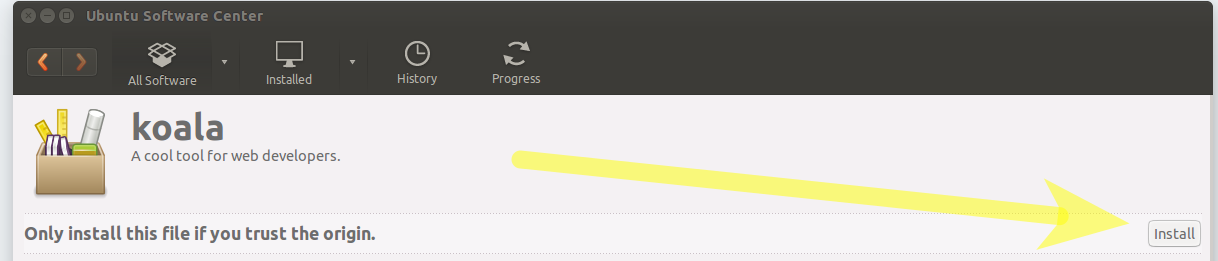 Ubuntu Software Center
All Software
Installed
History
Progress
koala
A cool tool for web developers.
Only install this file if you trust the origin.
Install